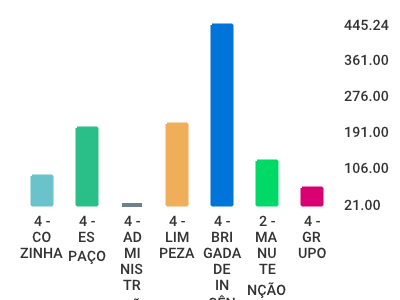 445.24
361.00
276.00
191.00
106.00
21.00
4 -
CO
ZINHA
4 -
ES
PAÇO
4 -
AD
MI
NIS
TR
4 -
LIM
PEZA
4 -
BRI
GADA
DE
IN
2 -
MA
NU
TE
NÇÃO
4 -
GR
UPO